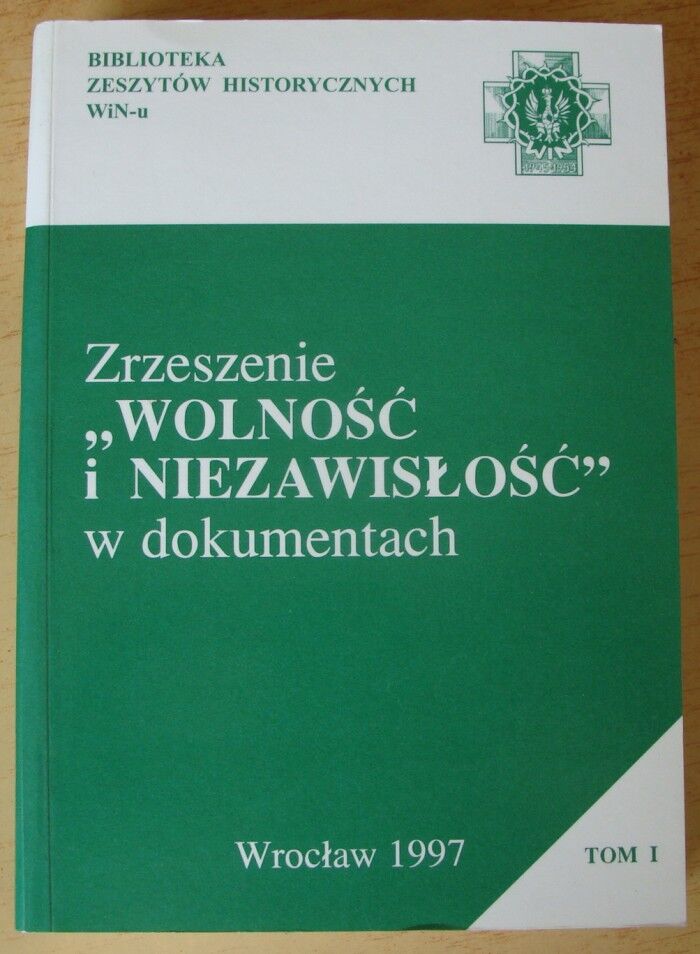 BIBLIOTEKA
ZESZYTÓW HISTORYCZNYCH
WiN-u
Zrzeszenie
„WOLNOŚĆ
i NIEZAWISŁOŚĆ”
w dokumentach
Wrocław 1997
TOM I